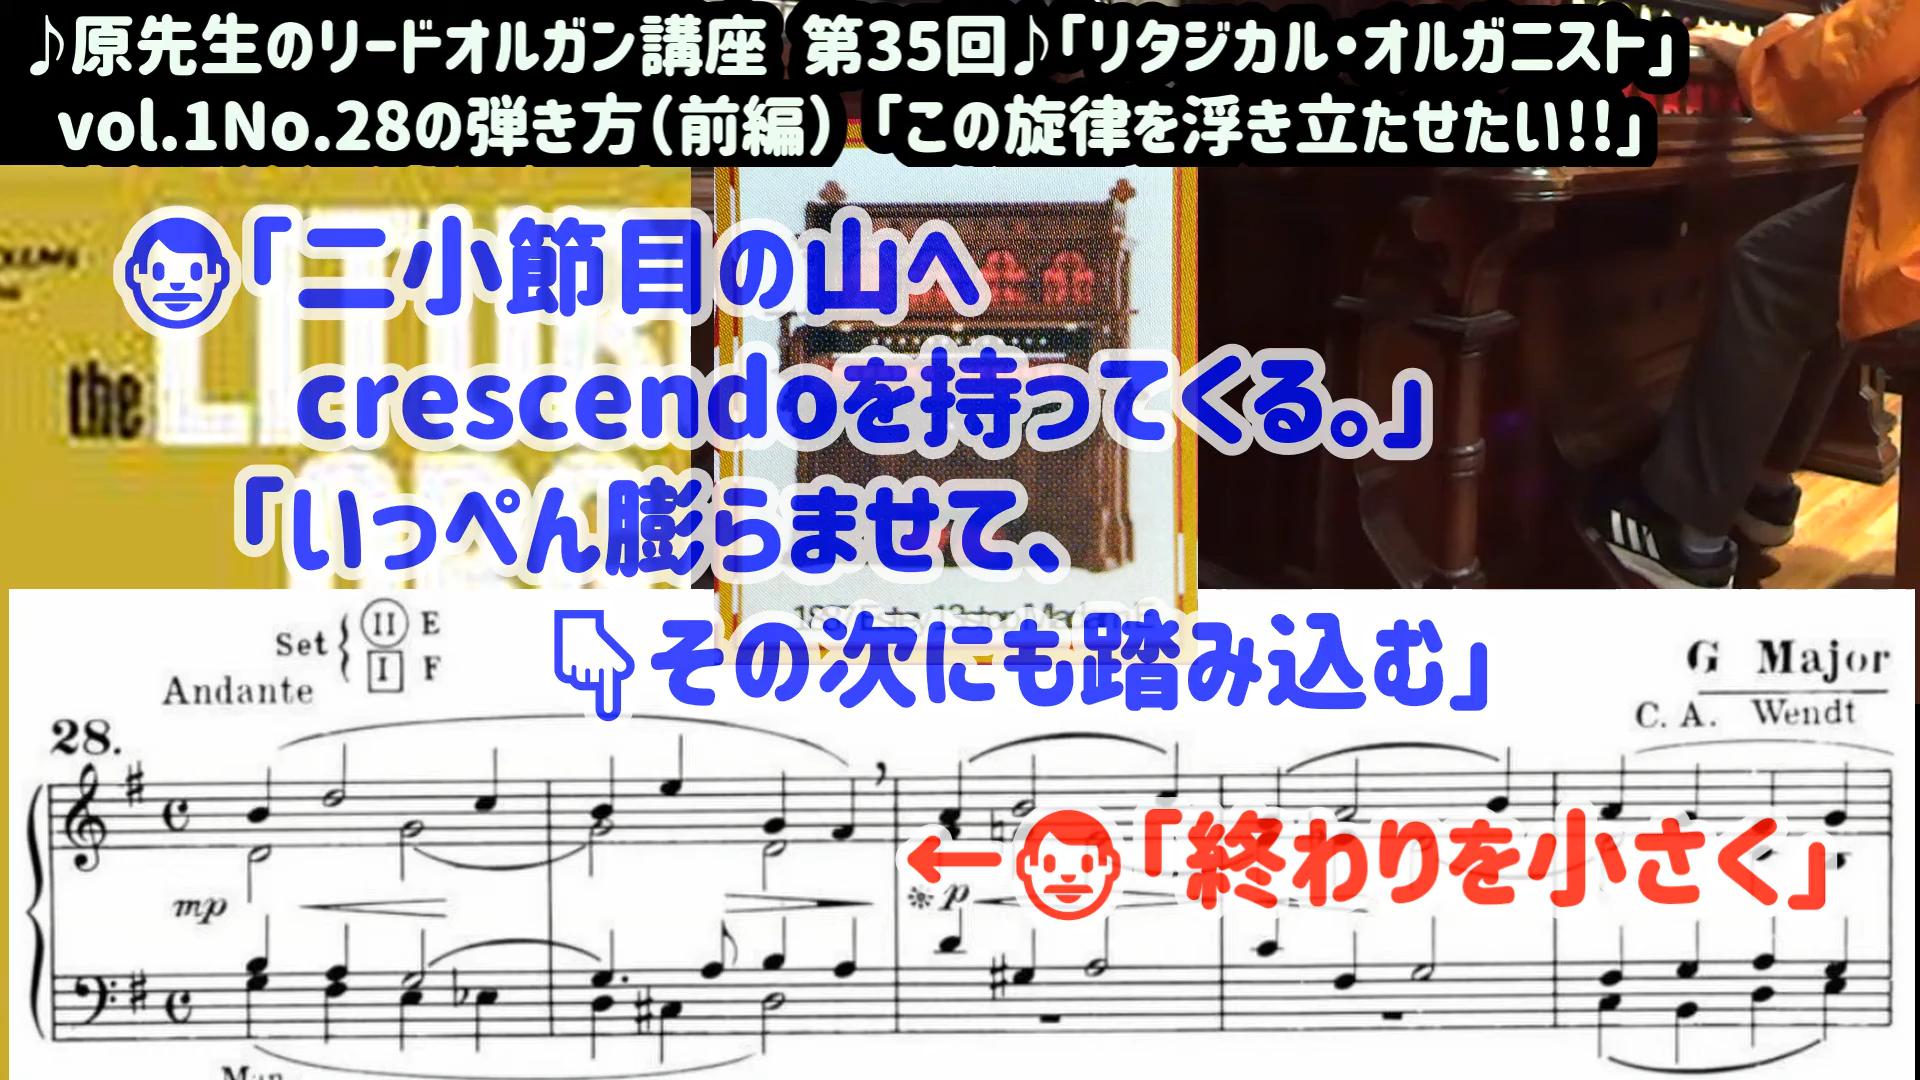 ♪原先生のリードオルガン講座 第35回♪「リタジカル・オルガニスト」
vol.1No.28の弾き方(前編)「この旋律を浮き立たせたい!!」
「二小節目の山へ
crescendoを持ってくる。」
「いっぺん膨らませて、
その次にも踏み込む」
the
Set { II E
I F
Andante
G Major
C. A. Wendt
28.
←「終わりを小さく」
mp
p
Man.